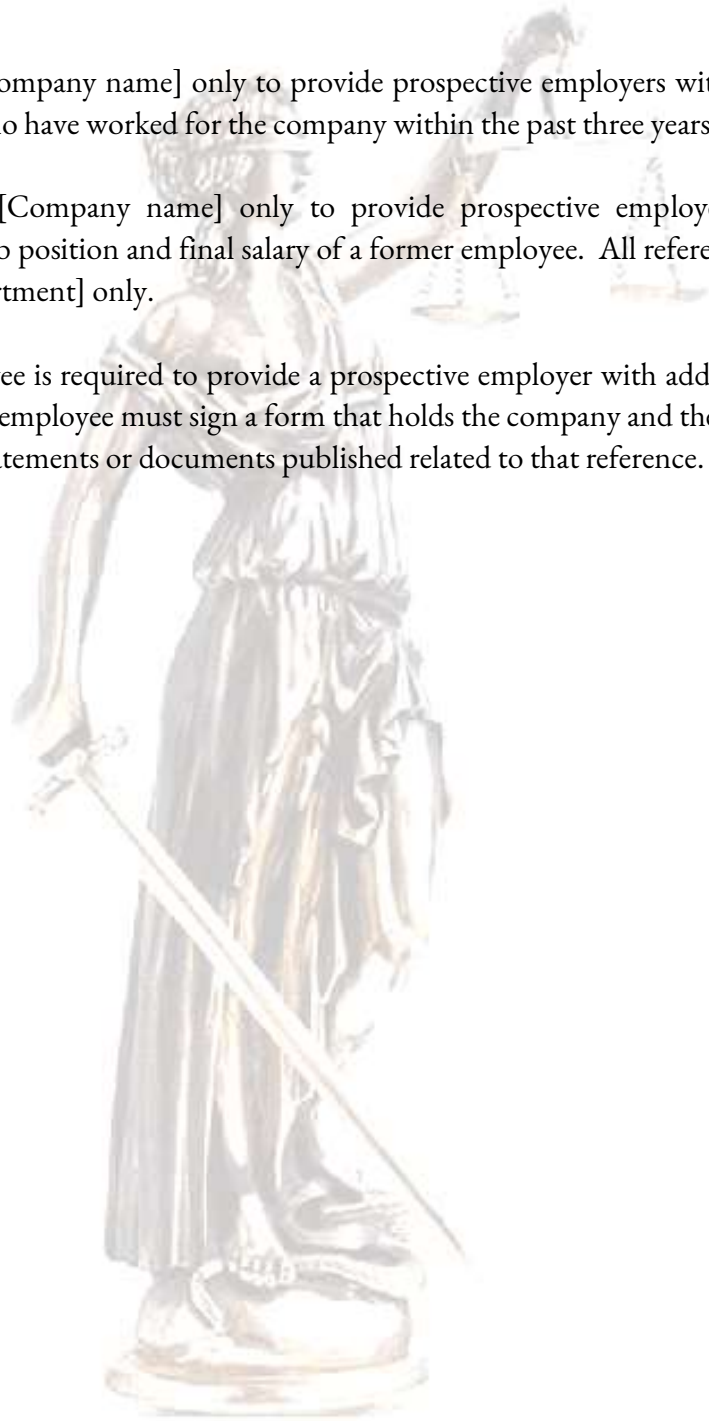 ompany name] only to provide prospective employers wit
o have worked for the company within the past three years
[Company name] only to provide prospective employe
b position and final salary of a former employee.  All refere
rtment] only.
ee is required to provide a prospective employer with add
employee must sign a form that holds the company and the
atements or documents published related to that reference.